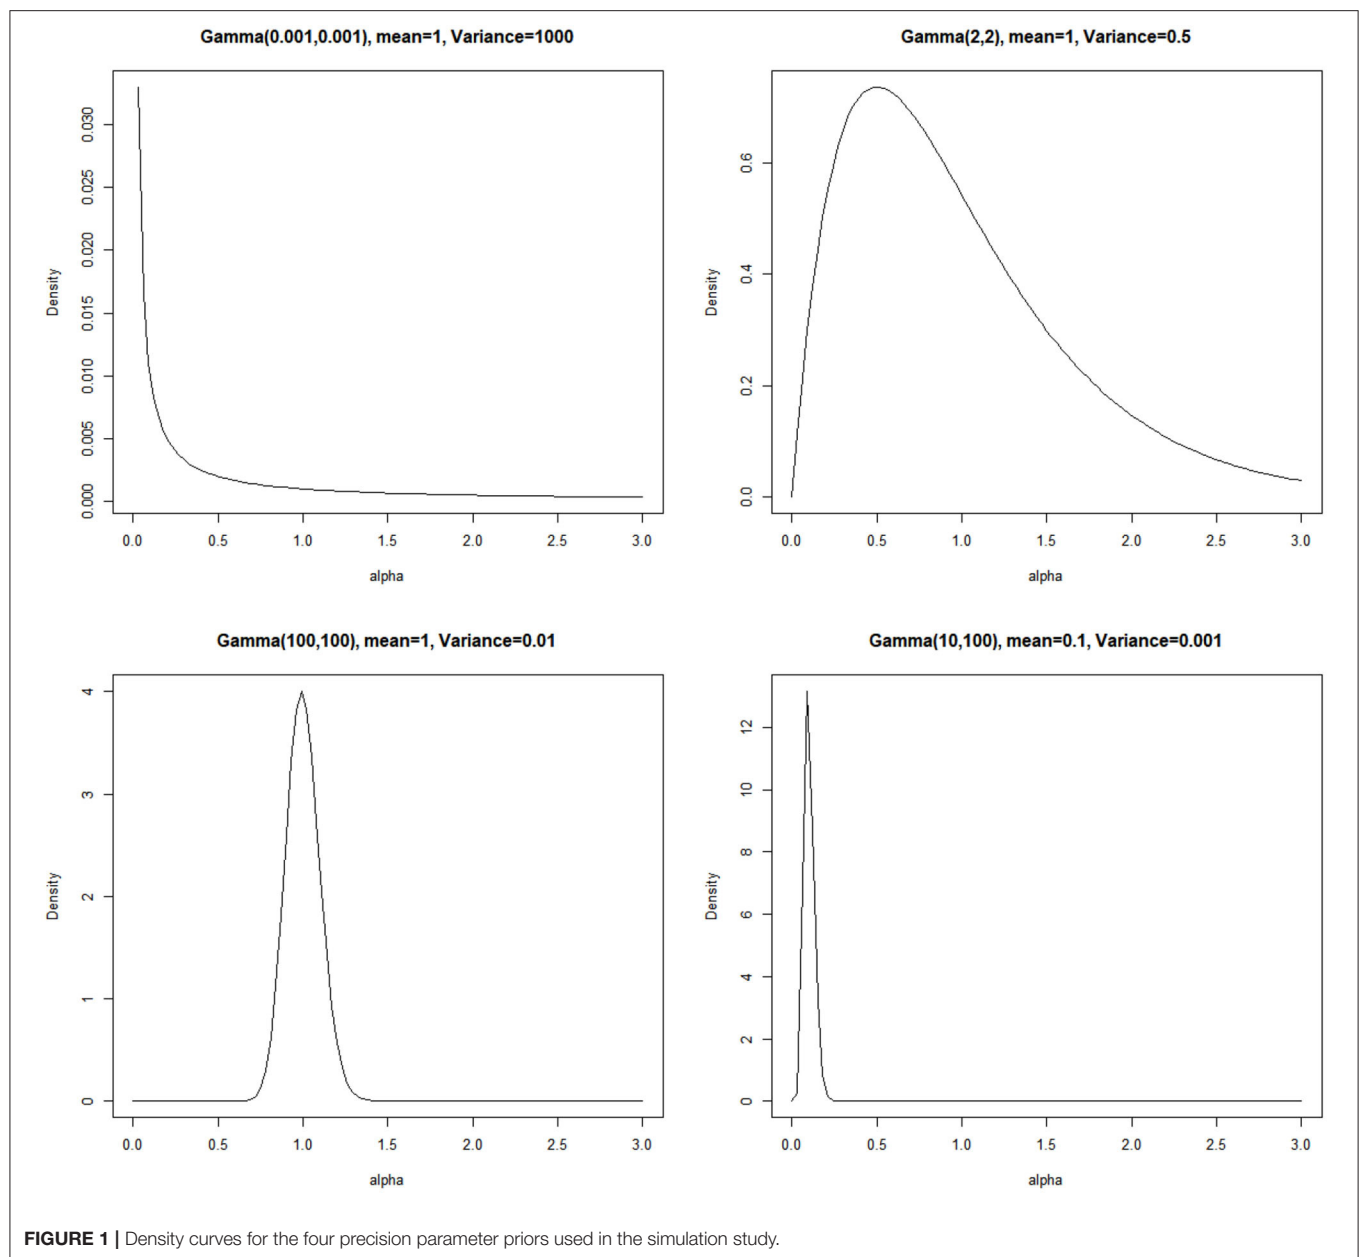 Gamma(0.001,0.001), mean=1, Variance=1000
0.030
0.025
0.020
0.015
0.010
0.005
0.000
Density
0.0 0.5 1.0 1.5 2.0 2.5 3.0
alpha
Gamma(2,2), mean=1, Variance=0.5
0.6
0.4
0.2
0.0
Density
0.0 0.5 1.0 1.5 2.0 2.5 3.0
alpha
Gamma(100,100), mean=1, Variance=0.01
4
3
2
1
0
Density
0.0 0.5 1.0 1.5 2.0 2.5 3.0
alpha
Gamma(10,100), mean=0.1, Variance=0.001
12
10
8
6
4
2
0
Density
0.0 0.5 1.0 1.5 2.0 2.5 3.0
alpha
FIGURE 1 | Density curves for the four precision parameter priors used in the simulation study.